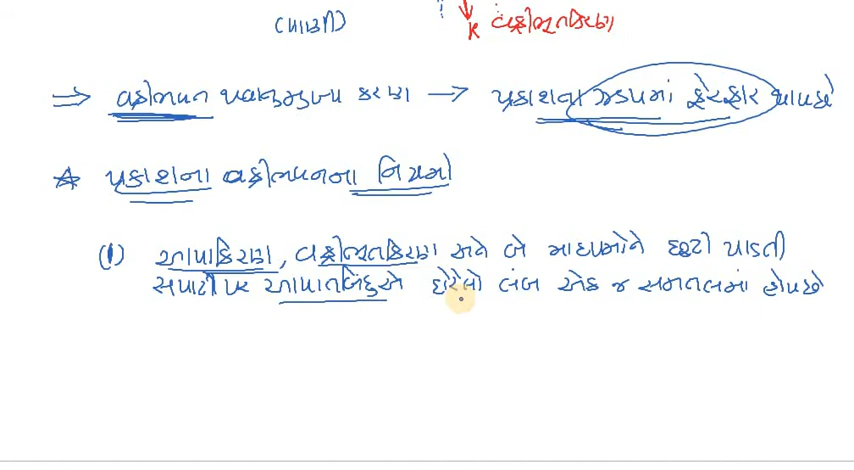 (પાણી)
K વક્રીભૂતકિરણ
⇒ વક્રીભવન થવાનું મુખ્ય કારણ → પ્રકાશના ઝડપમાં ફેરફાર થાય છે
☆ પ્રકાશના વક્રીભવનના નિયમો
(1) આપાતકિરણ, વક્રીભૂતકિરણ અને બે માધ્યમોને છૂટી પાડતી
સપાટી પર આપાતબિંદુએ દોરેલો લંબ એક જ સમતલમાં હોય છે